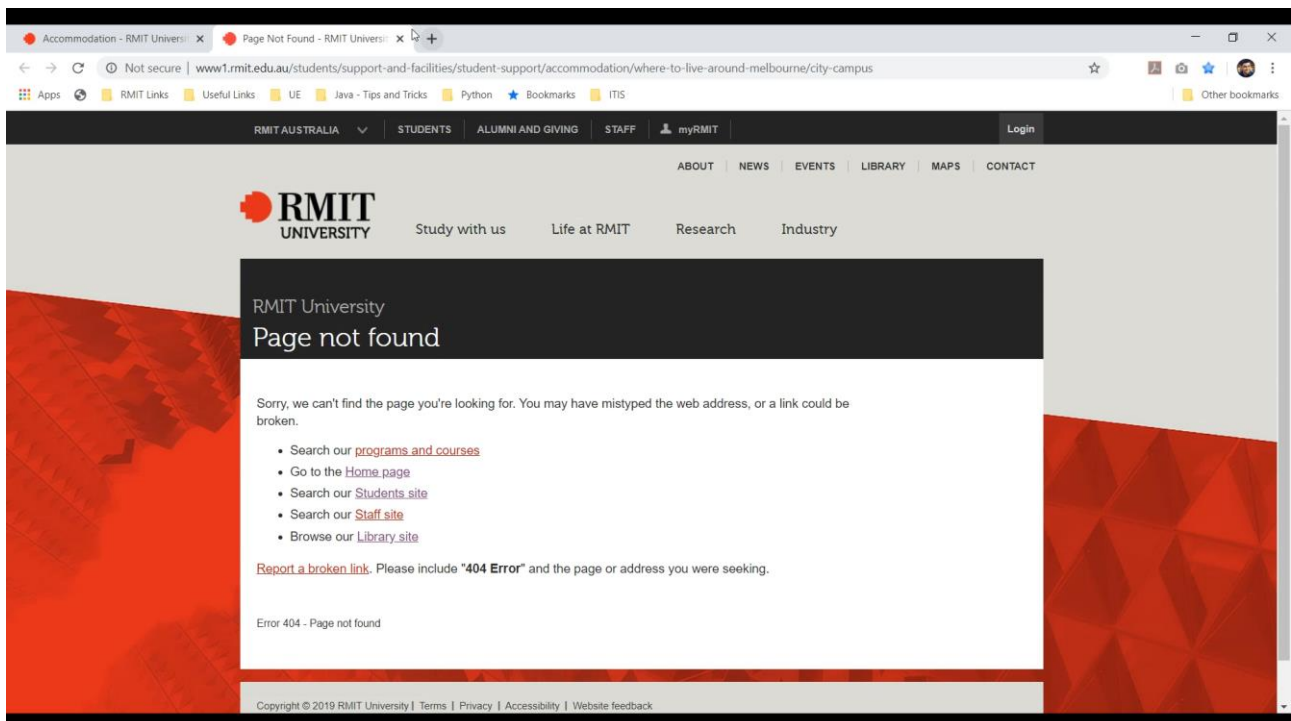 Accommodation - RMIT Universi
Page Not Found - RMIT Universi
Not secure | www1.rmit.edu.au/students/support-and-facilities/student-support/accommodation/where-to-live-around-melbourne/city-campus
Apps RMIT Links Useful Links UE Java - Tips and Tricks Python Bookmarks ITIS Other bookmarks
RMIT AUSTRALIA STUDENTS ALUMNI AND GIVING STAFF myRMIT Login
ABOUT NEWS EVENTS LIBRARY MAPS CONTACT
RMIT
UNIVERSITY
Study with us Life at RMIT Research Industry
RMIT University
Page not found
Sorry, we can't find the page you're looking for. You may have mistyped the web address, or a link could be
broken.
• Search our programs and courses
• Go to the Home page
• Search our Students site
• Search our Staff site
• Browse our Library site
Report a broken link. Please include "404 Error" and the page or address you were seeking.
Error 404 - Page not found
Copyright © 2019 RMIT University | Terms | Privacy | Accessibility | Website feedback